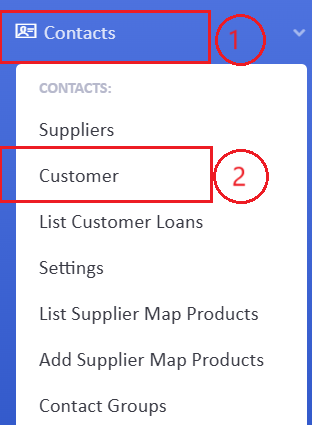 Contacts
1
CONTACTS:
Suppliers
Customer
2
List Customer Loans
Settings
List Supplier Map Products
Add Supplier Map Products
Contact Groups